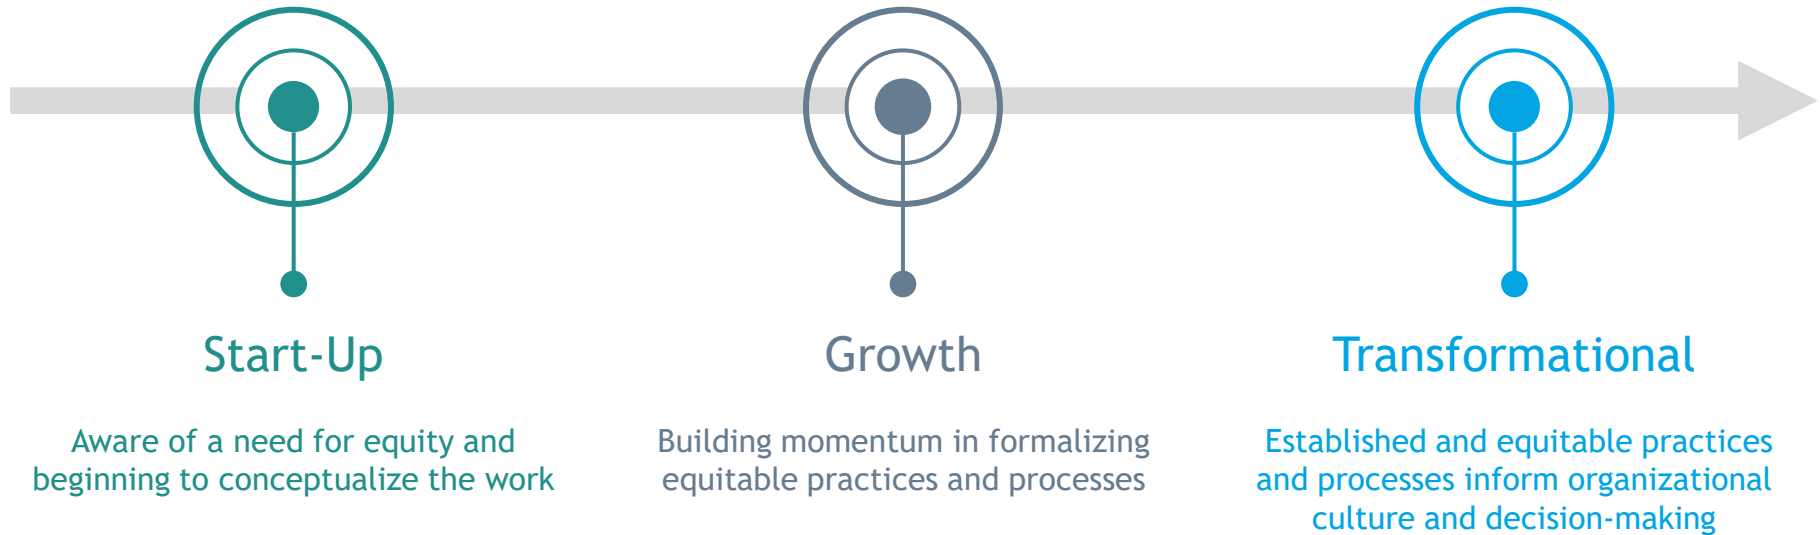 Start-Up
Aware of a need for equity and
beginning to conceptualize the work
Growth
Building momentum in formalizing
equitable practices and processes
Transformational
Established and equitable practices
and processes inform organizational
culture and decision-making